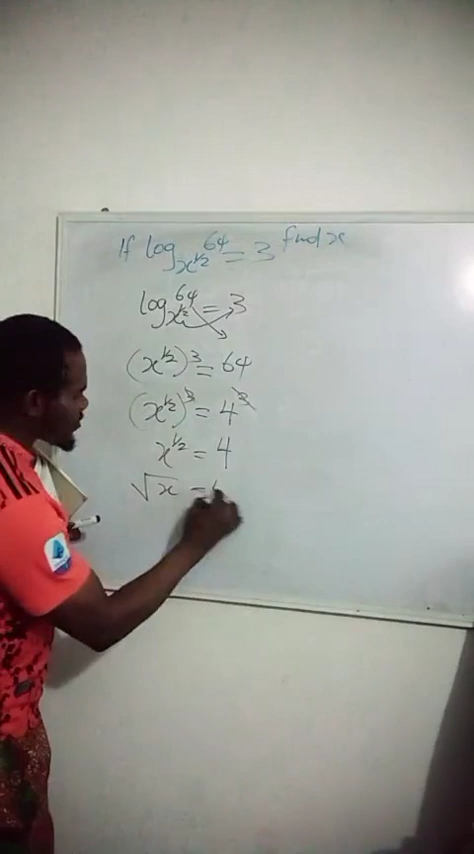 If log_{x^{1/2}} 64 = 3 find x
log_{x^{1/2}} 64 = 3
(x^{1/2})^3 = 64
(x^{1/2})^3 = 4^3
x^{1/2} = 4
√x =